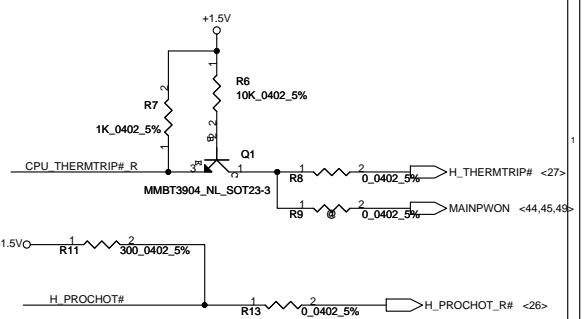 +1.5V
1
R6
10K_0402_5%
2
2
R7
1K_0402_5%
1
B
2
Q1
1
CPU_THERMTRIP#_R
3
E
C
1
MMBT3904_NL_SOT23-3
1
R8
2
0_0402_5%
H_THERMTRIP# <27>
1
R9
@
2
0_0402_5%
MAINPWON <44,45,49>
1.5V
1
R11
2
300_0402_5%
H_PROCHOT#
1
R13
2
0_0402_5%
H_PROCHOT_R# <26>